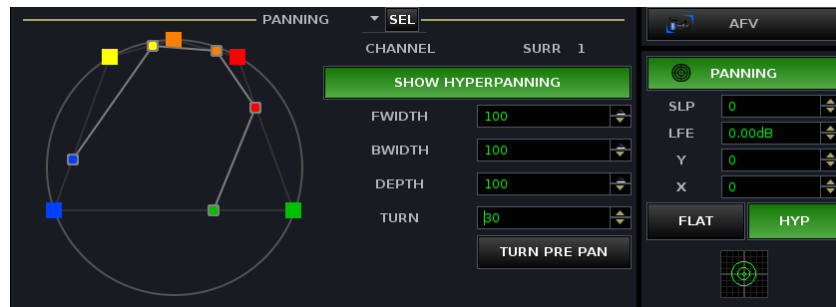 PANNING
SEL
CHANNEL SURR 1
SHOW HYPERPANNING
FWIDTH 100
BWIDTH 100
DEPTH 100
TURN 30
TURN PRE PAN
AFV
PANNING
SLP 0
LFE 0.00dB
Y 0
X 0
FLAT HYP